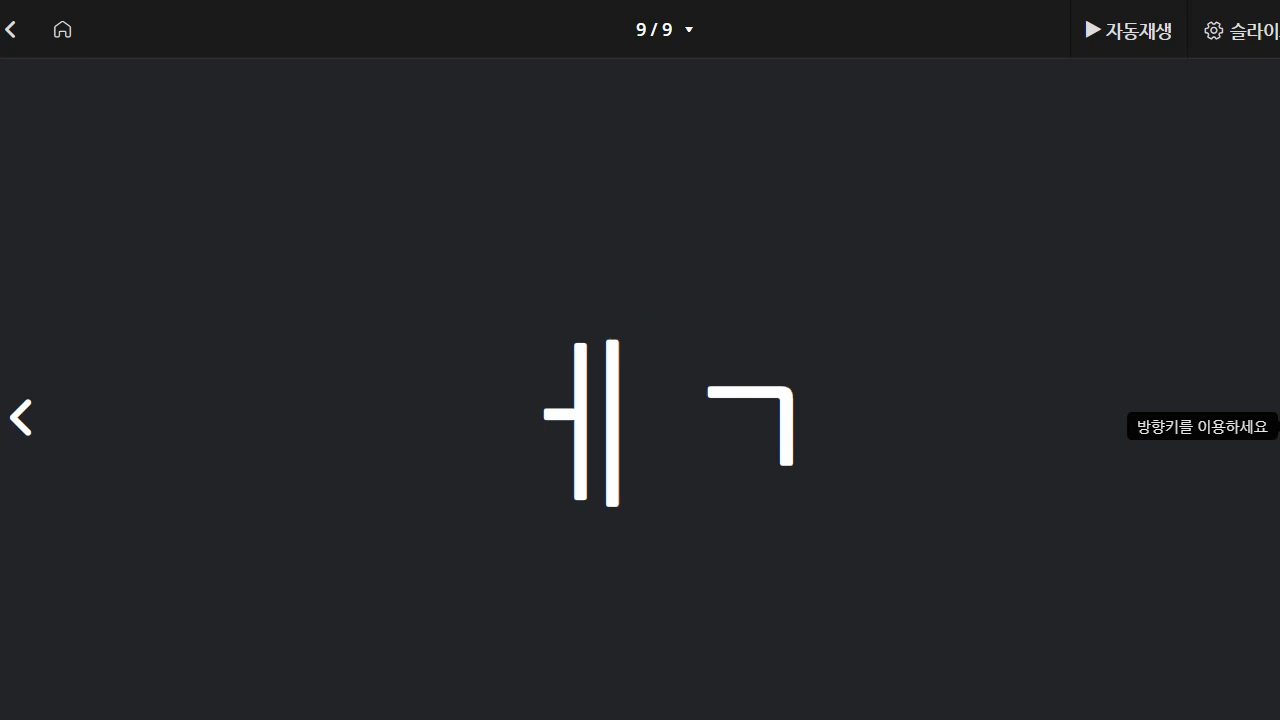 9 / 9
자동재생
슬라이
ㅔ ㄱ
방향키를 이용하세요